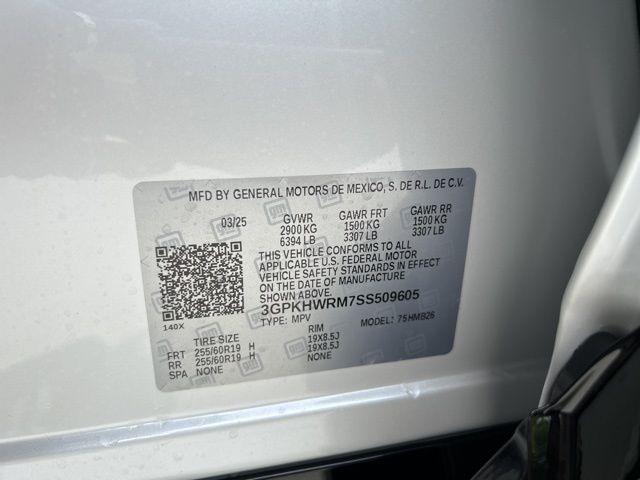 MFD BY GENERAL MOTORS DE MEXICO, S. DE R.L. DE C.V.
03/25 GVWR GAWR FRT GAWR RR
2900 KG 1500 KG 1500 KG
6394 LB 3307 LB 3307 LB
THIS VEHICLE CONFORMS TO ALL
APPLICABLE U.S. FEDERAL MOTOR
VEHICLE SAFETY STANDARDS IN EFFECT
ON THE DATE OF MANUFACTURE
SHOWN ABOVE.
3GPKHWRM7SS509605
140X TYPE: MPV MODEL: 75HMB26
TIRE SIZE RIM
FRT 255/60R19 H 19X8.5J
RR 255/60R19 H 19X8.5J
SPA NONE NONE